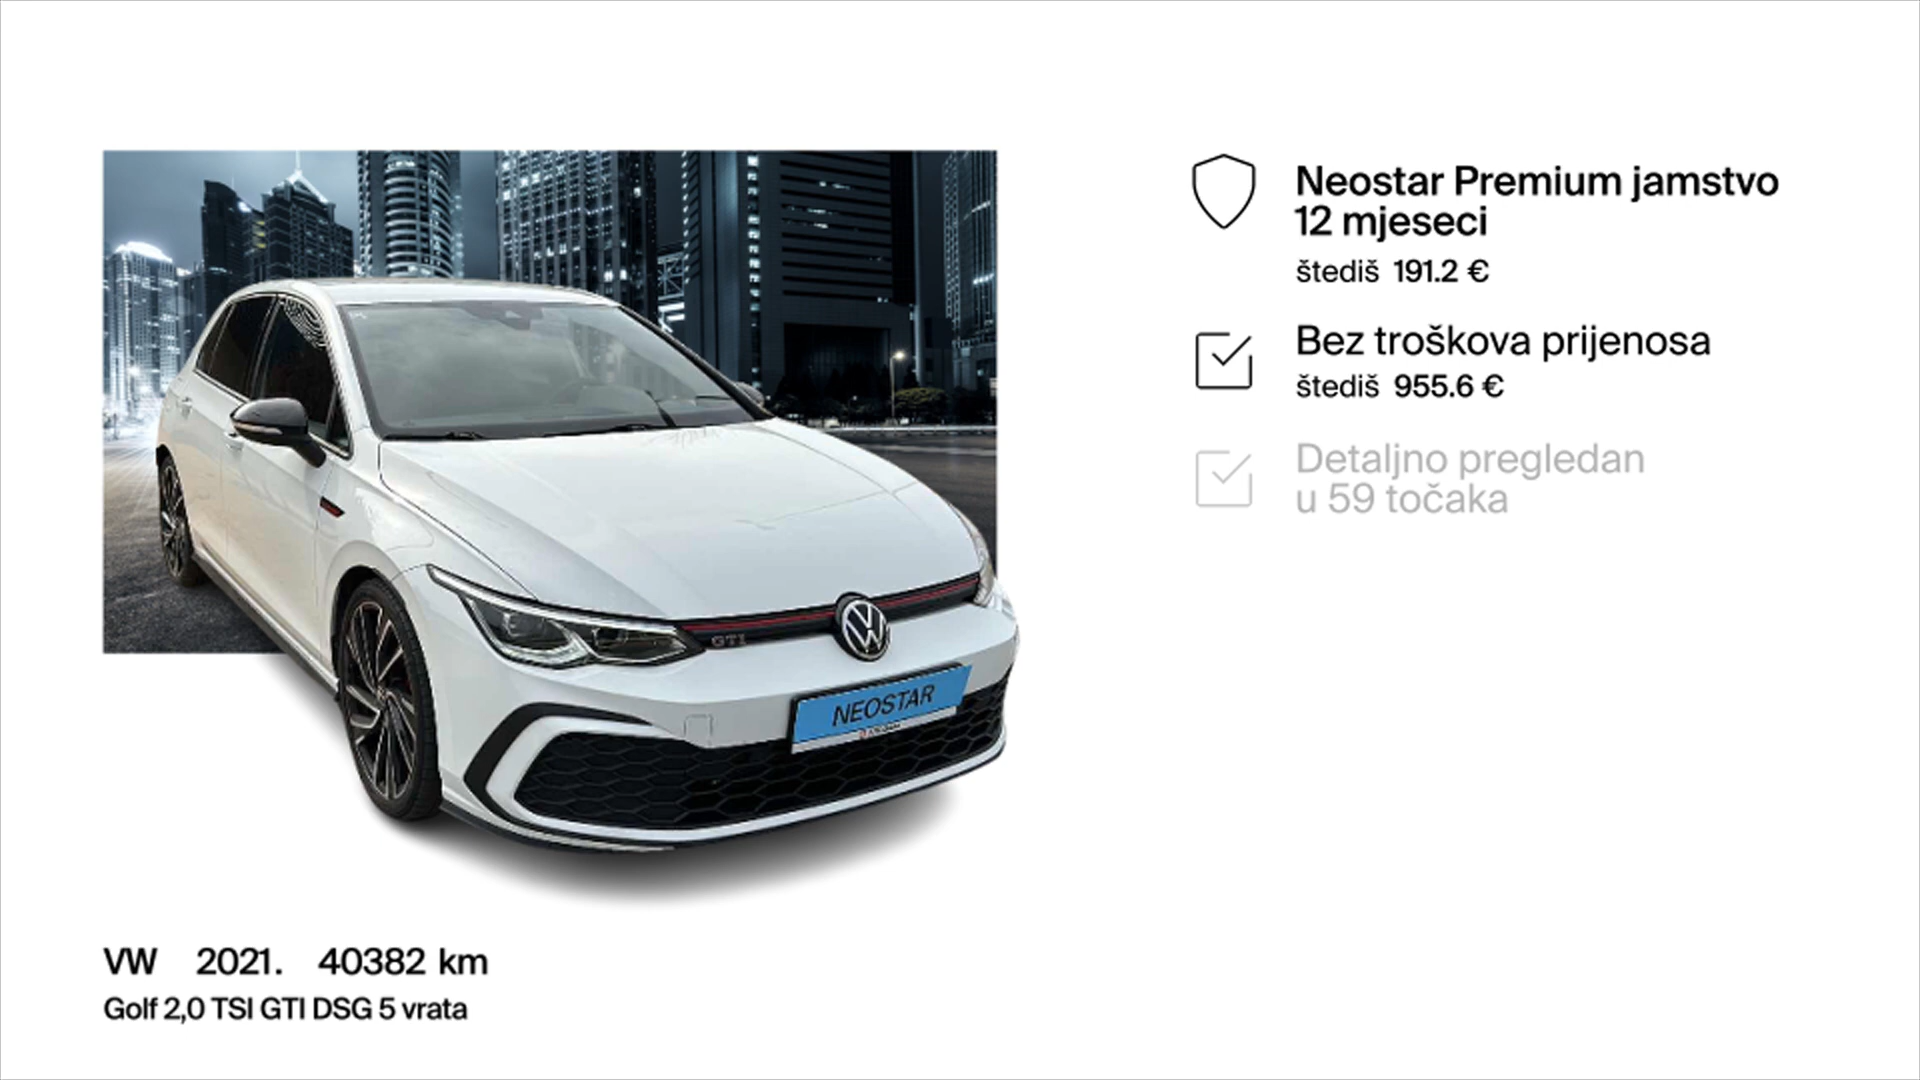 Neostar Premium jamstvo
12 mjeseci
štediš 191.2 €
Bez troškova prijenosa
štediš 955.6 €
Detaljno pregledan
u 59 točaka
GTI
NEOSTAR
VW 2021. 40382 km
Golf 2,0 TSI GTI DSG 5 vrata